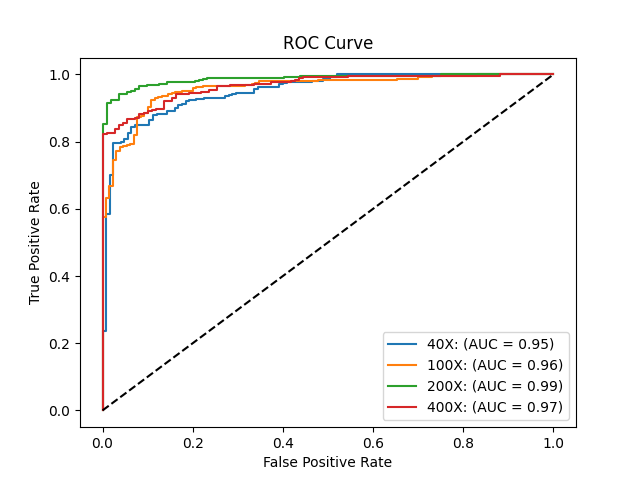 ROC Curve
True Positive Rate
1.0
0.8
0.6
0.4
0.2
0.0
40X: (AUC = 0.95)
100X: (AUC = 0.96)
200X: (AUC = 0.99)
400X: (AUC = 0.97)
0.0 0.2 0.4 0.6 0.8 1.0
False Positive Rate